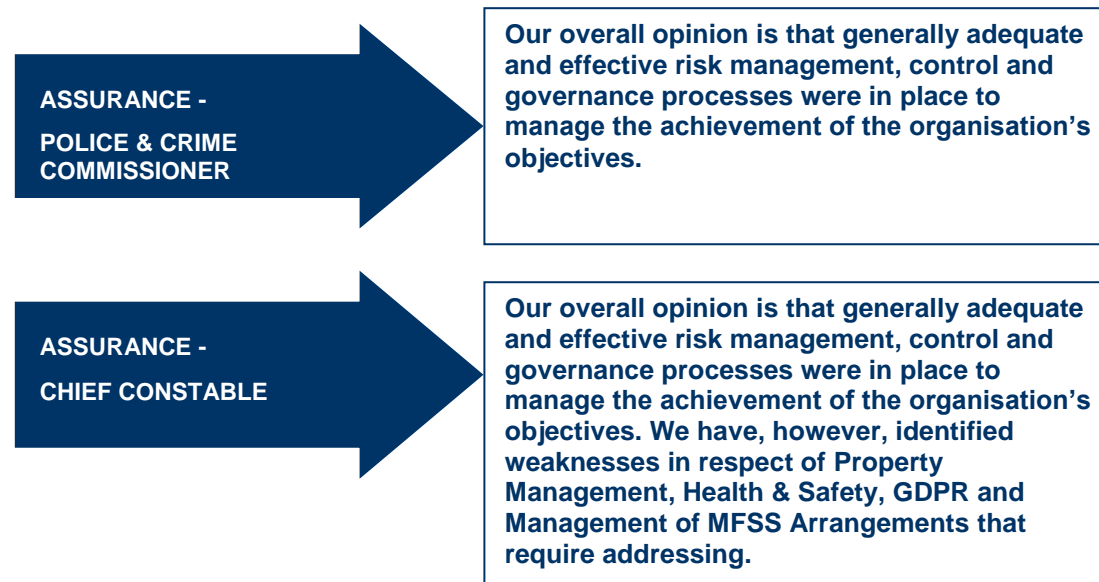 ASSURANCE -
POLICE & CRIME
COMMISSIONER
Our overall opinion is that generally adequate
and effective risk management, control and
governance processes were in place to
manage the achievement of the organisation’s
objectives.
ASSURANCE -
CHIEF CONSTABLE
Our overall opinion is that generally adequate
and effective risk management, control and
governance processes were in place to
manage the achievement of the organisation’s
objectives. We have, however, identified
weaknesses in respect of Property
Management, Health & Safety, GDPR and
Management of MFSS Arrangements that
require addressing.